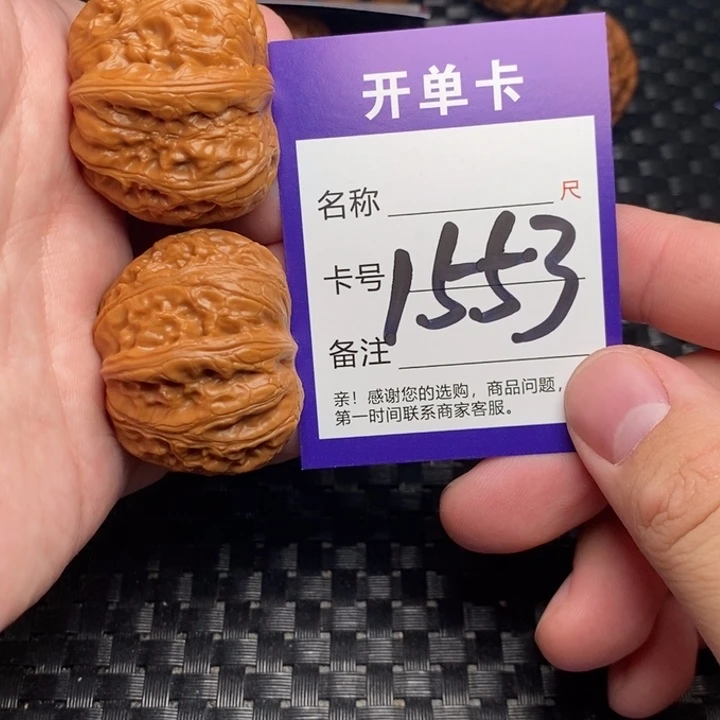 开单卡
名称 尺
卡号 1553
备注
亲！感谢您的选购，商品问题，
第一时间联系商家客服。